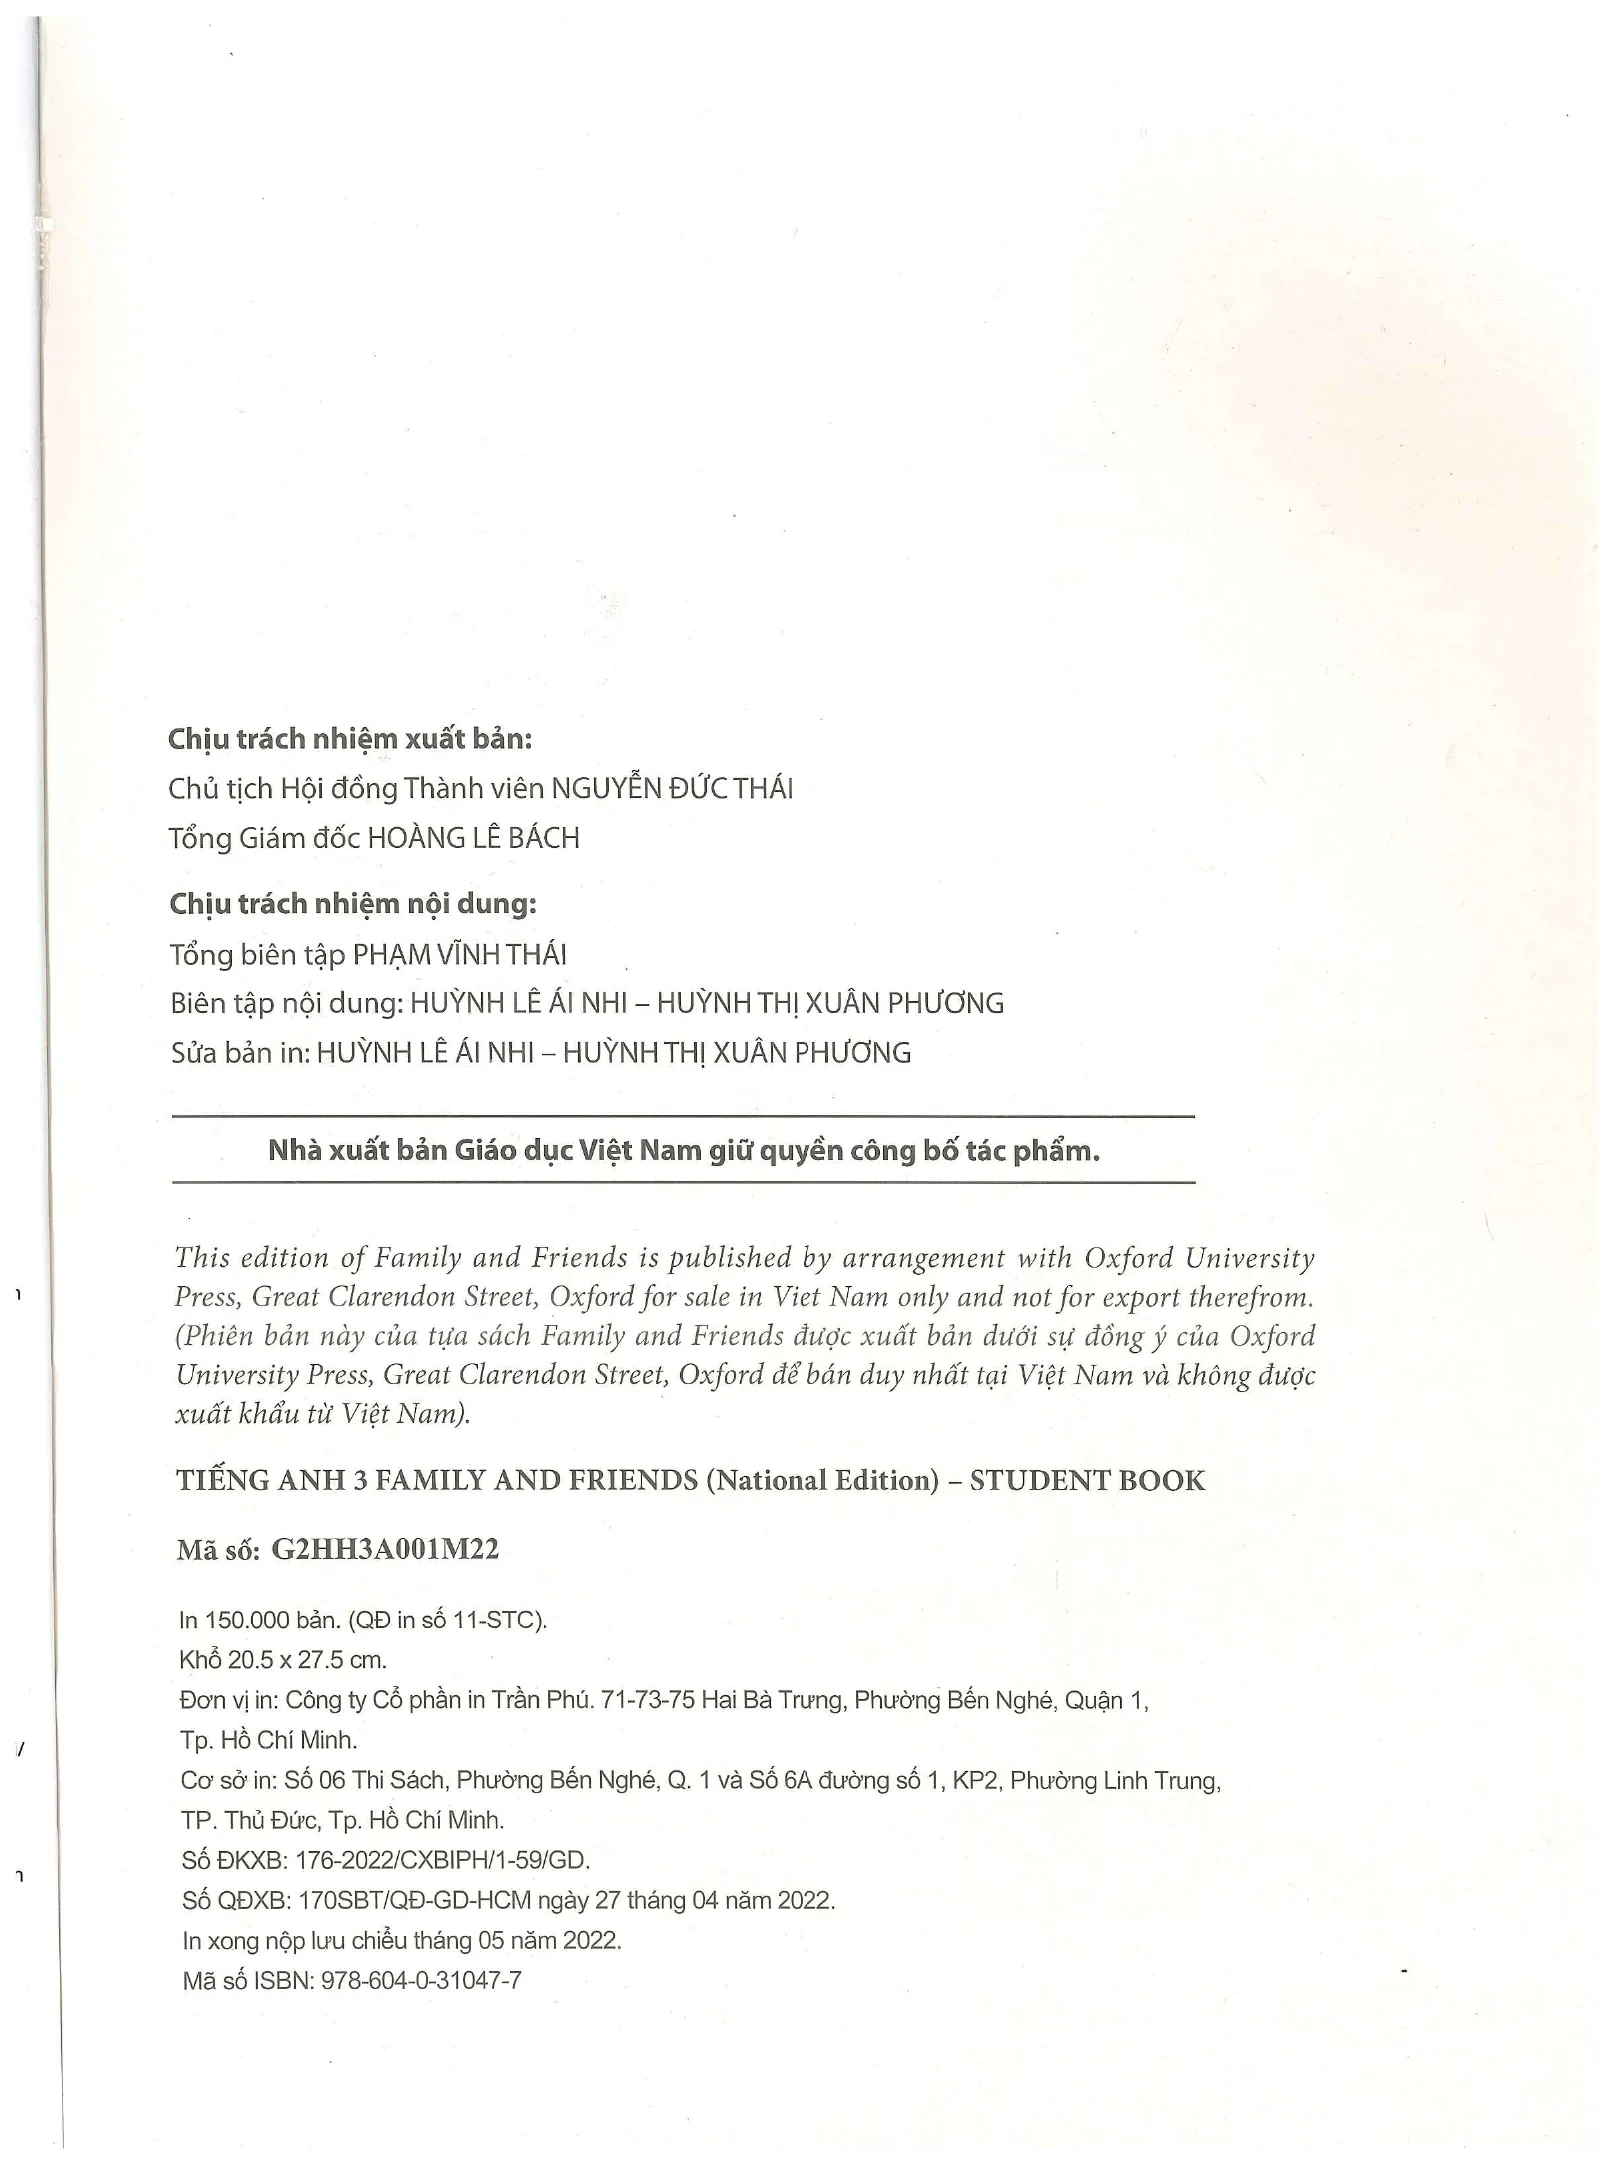 Chịu trách nhiệm xuất bản:
Chủ tịch Hội đồng Thành viên NGUYỄN ĐỨC THÁI
Tổng Giám đốc HOÀNG LÊ BÁCH
Chịu trách nhiệm nội dung:
Tổng biên tập PHẠM VĨNH THÁI
Biên tập nội dung: HUỲNH LÊ ÁI NHI – HUỲNH THỊ XUÂN PHƯƠNG
Sửa bản in: HUỲNH LÊ ÁI NHI – HUỲNH THỊ XUÂN PHƯƠNG
Nhà xuất bản Giáo dục Việt Nam giữ quyền công bố tác phẩm.
This edition of Family and Friends is published by arrangement with Oxford University
Press, Great Clarendon Street, Oxford for sale in Viet Nam only and not for export therefrom.
(Phiên bản này của tựa sách Family and Friends được xuất bản dưới sự đồng ý của Oxford
University Press, Great Clarendon Street, Oxford để bán duy nhất tại Việt Nam và không được
xuất khẩu từ Việt Nam).
TIẾNG ANH 3 FAMILY AND FRIENDS (National Edition) – STUDENT BOOK
Mã số: G2HH3A001M22
In 150.000 bản. (QĐ in số 11-STC).
Khổ 20.5 x 27.5 cm.
Đơn vị in: Công ty Cổ phần in Trần Phú. 71-73-75 Hai Bà Trưng, Phường Bến Nghé, Quận 1,
Tp. Hồ Chí Minh.
Cơ sở in: Số 06 Thi Sách, Phường Bến Nghé, Q. 1 và Số 6A đường số 1, KP2, Phường Linh Trung,
TP. Thủ Đức, Tp. Hồ Chí Minh.
Số ĐKXB: 176-2022/CXBIPH/1-59/GD.
Số QĐXB: 170SBT/QĐ-GD-HCM ngày 27 tháng 04 năm 2022.
In xong nộp lưu chiểu tháng 05 năm 2022.
Mã số ISBN: 978-604-0-31047-7